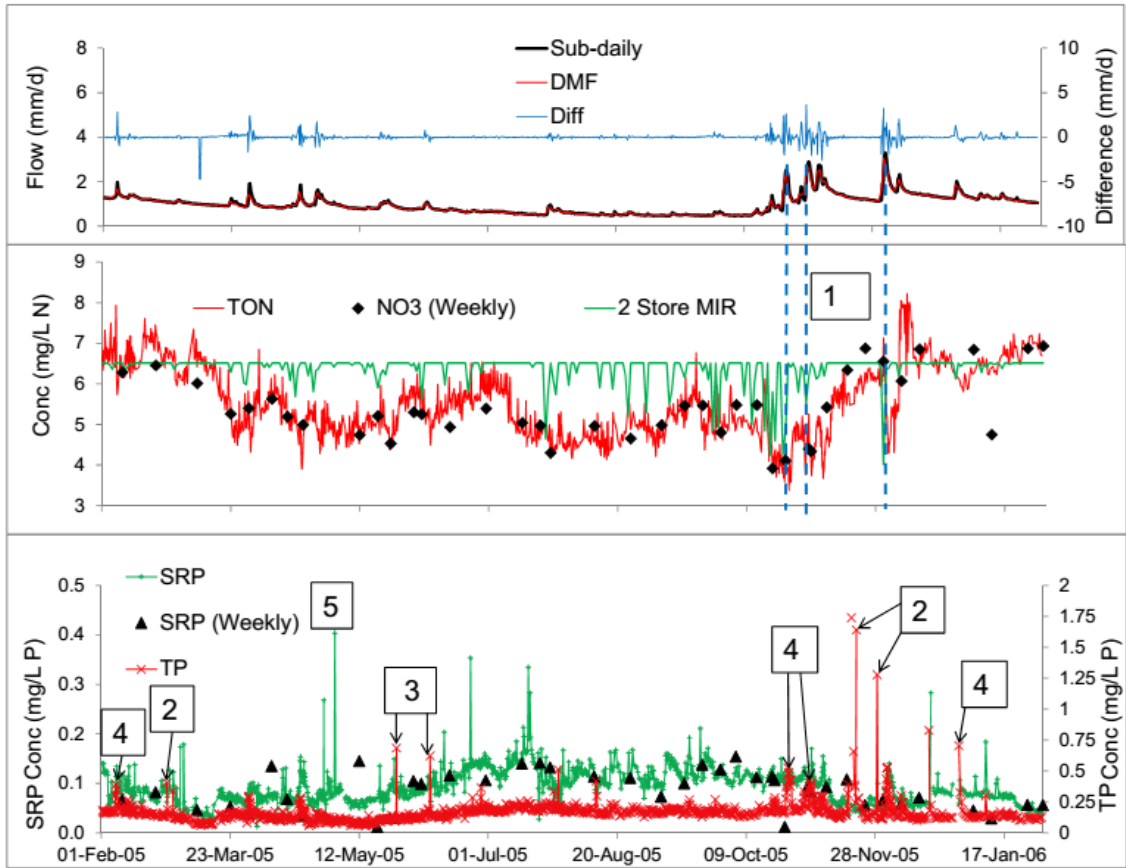 8
6
4
2
0
Flow (mm/d)
Sub-daily
DMF
Diff
10
5
0
-5
-10
Difference (mm/d)
9
8
7
6
5
4
3
Conc (mg/L N)
TON
NO3 (Weekly)
2 Store MIR
1
0.5
0.4
0.3
0.2
0.1
0.0
SRP Conc (mg/L P)
SRP
SRP (Weekly)
TP
5
4
2
3
4
2
4
2
1.75
1.5
1.25
1
0.75
0.5
0.25
0
TP Conc (mg/L P)
01-Feb-05 23-Mar-05 12-May-05 01-Jul-05 20-Aug-05 09-Oct-05 28-Nov-05 17-Jan-06